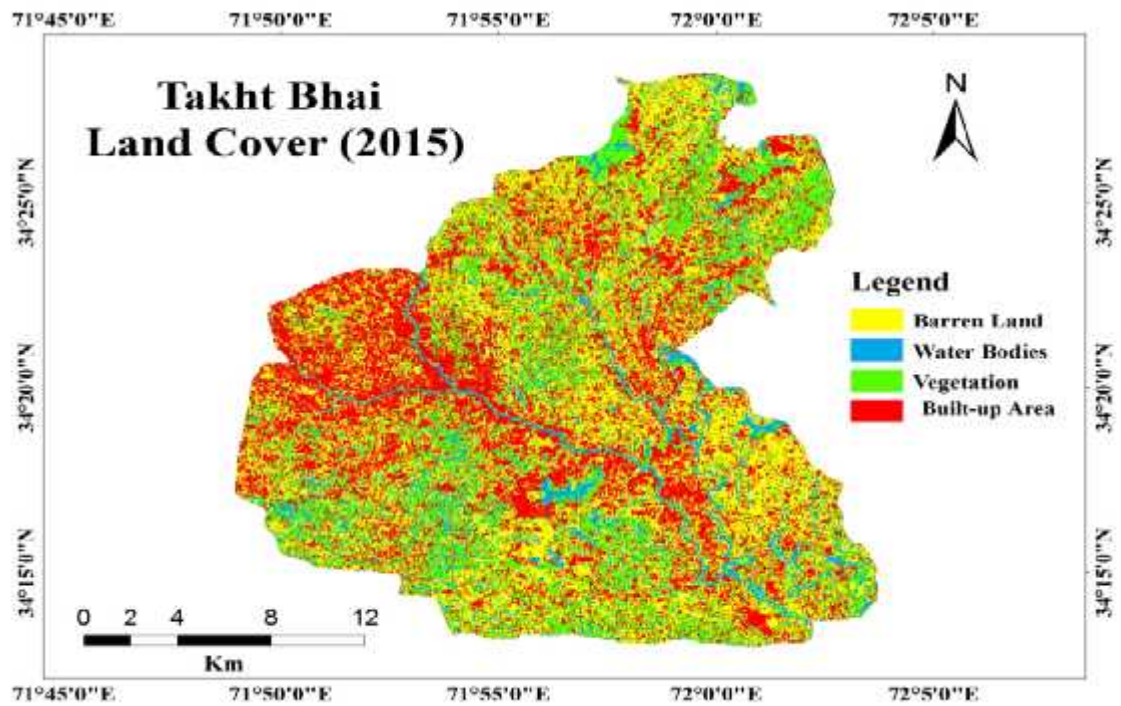 71°45'0"E 71°50'0"E 71°55'0"E 72°0'0"E 72°5'0"E
Takht Bhai
Land Cover (2015)
N
34°25'0"N 34°25'0"N
34°20'0"N 34°20'0"N
34°15'0"N 34°15'0"N
Legend
Barren Land
Water Bodies
Vegetation
Built-up Area
0 2 4 8 12
Km
71°45'0"E 71°50'0"E 71°55'0"E 72°0'0"E 72°5'0"E